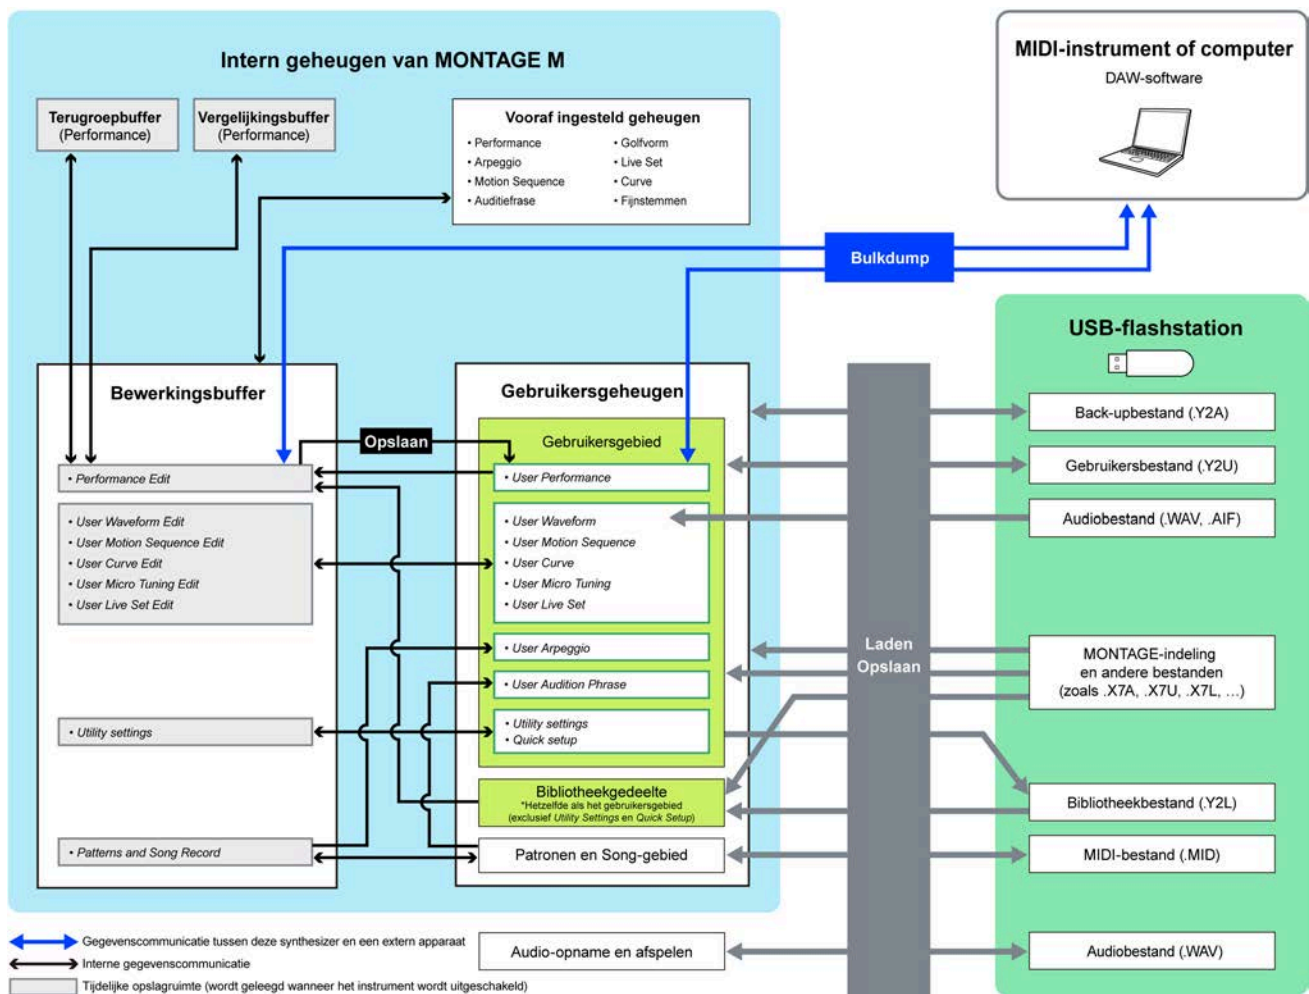 Intern geheugen van MONTAGE M
Terugroepbuffer
(Performance)
Vergelijkingsbuffer
(Performance)
Vooraf ingesteld geheugen
• Performance
• Arpeggio
• Motion Sequence
• Auditiefrase
• Golfvorm
• Live Set
• Curve
• Fijnstemmen
MIDI-instrument of computer
DAW-software
Bulkdump
USB-flashstation
Bewerkingsbuffer
Opslaan
• Performance Edit
• User Waveform Edit
• User Motion Sequence Edit
• User Curve Edit
• User Micro Tuning Edit
• User Live Set Edit
• Utility settings
• Patterns and Song Record
Gebruikersgeheugen
Gebruikersgebied
• User Performance
• User Waveform
• User Motion Sequence
• User Curve
• User Micro Tuning
• User Live Set
• User Arpeggio
• User Audition Phrase
• Utility settings
• Quick setup
Bibliotheekgedeelte
*Hetzelfde als het gebruikersgebied
(exclusief Utility Settings en Quick Setup)
Patronen en Song-gebied
Audio-opname en afspelen
Laden
Opslaan
Back-upbestand (.Y2A)
Gebruikersbestand (.Y2U)
Audiobestand (.WAV, .AIF)
MONTAGE-indeling
en andere bestanden
(zoals .X7A, .X7U, .X7L, ...)
Bibliotheekbestand (.Y2L)
MIDI-bestand (.MID)
Audiobestand (.WAV)
Gegevenscommunicatie tussen deze synthesizer en een extern apparaat
Interne gegevenscommunicatie
Tijdelijke opslagruimte (wordt geleegd wanneer het instrument wordt uitgeschakeld)